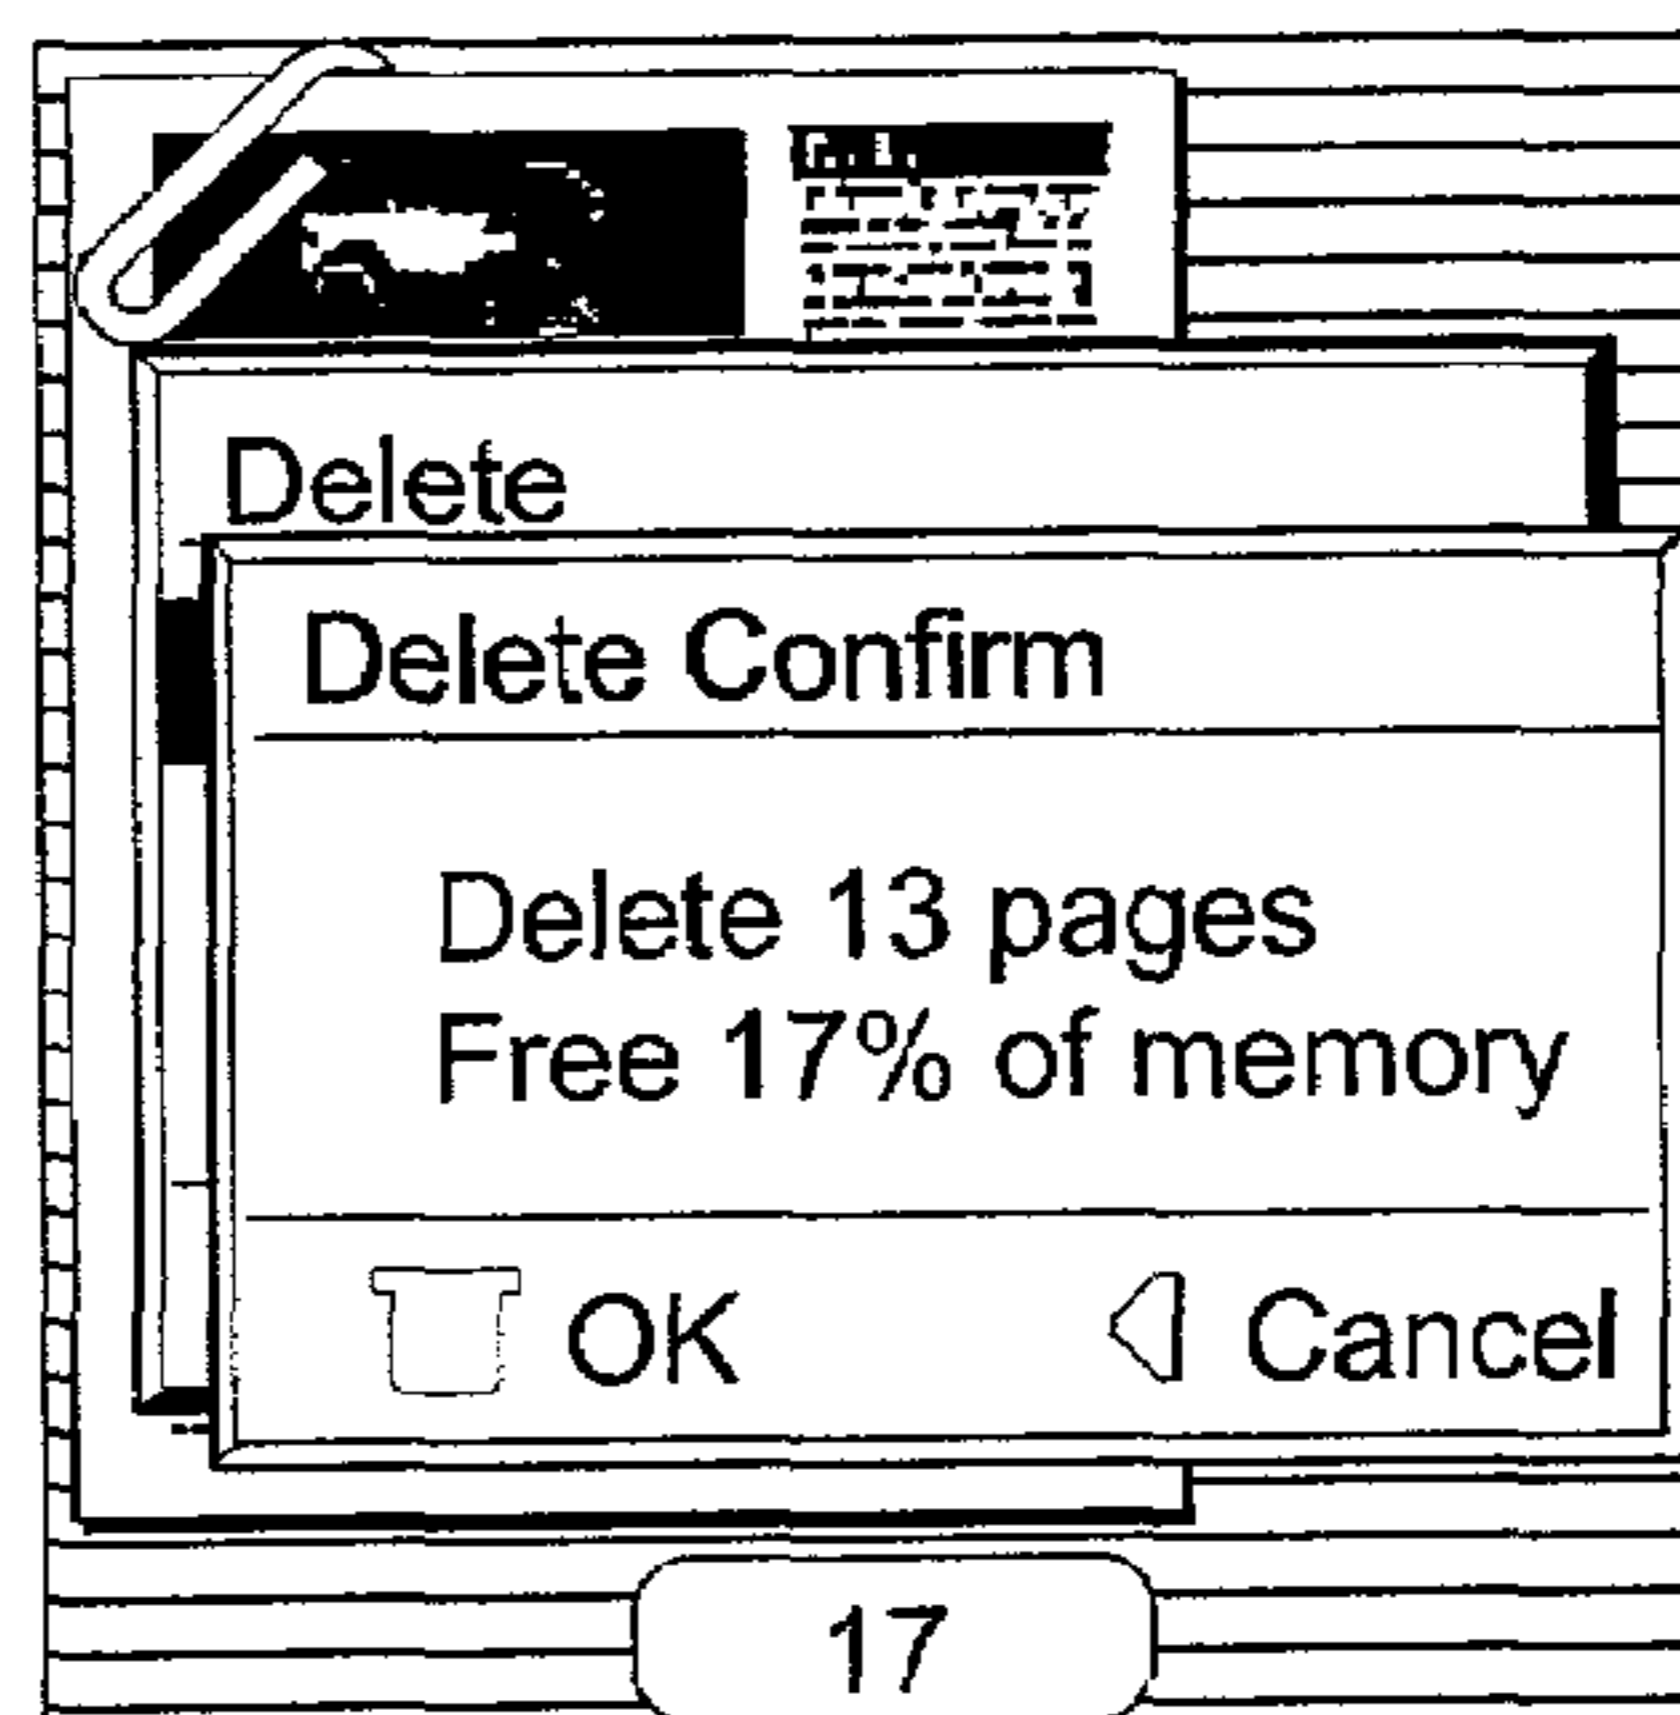 Delete
Delete Confirm
Delete 13 pages
Free 17% of memory
OK Cancel
17